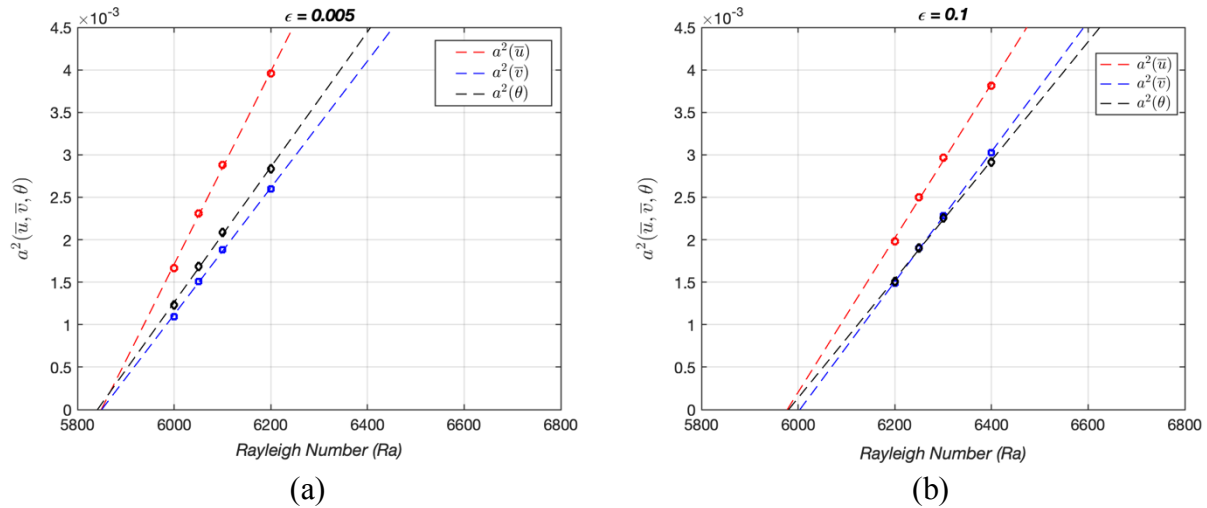 ×10⁻³
ϵ = 0.005
4.5
4
3.5
3
2.5
2
1.5
1
0.5
0
a²(u̅, v̅, θ)
a²(u̅)
a²(v̅)
a²(θ)
5800 6000 6200 6400 6600 6800
Rayleigh Number (Ra)
(a)
×10⁻³
ϵ = 0.1
4.5
4
3.5
3
2.5
2
1.5
1
0.5
0
a²(u̅, v̅, θ)
a²(u̅)
a²(v̅)
a²(θ)
5800 6000 6200 6400 6600 6800
Rayleigh Number (Ra)
(b)